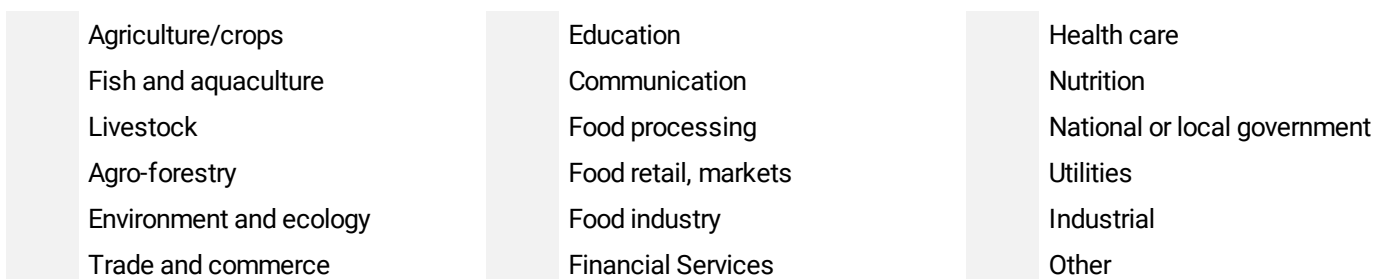 Agriculture/crops
Fish and aquaculture
Livestock
Agro-forestry
Environment and ecology
Trade and commerce
Education
Communication
Food processing
Food retail, markets
Food industry
Financial Services
Health care
Nutrition
National or local government
Utilities
Industrial
Other